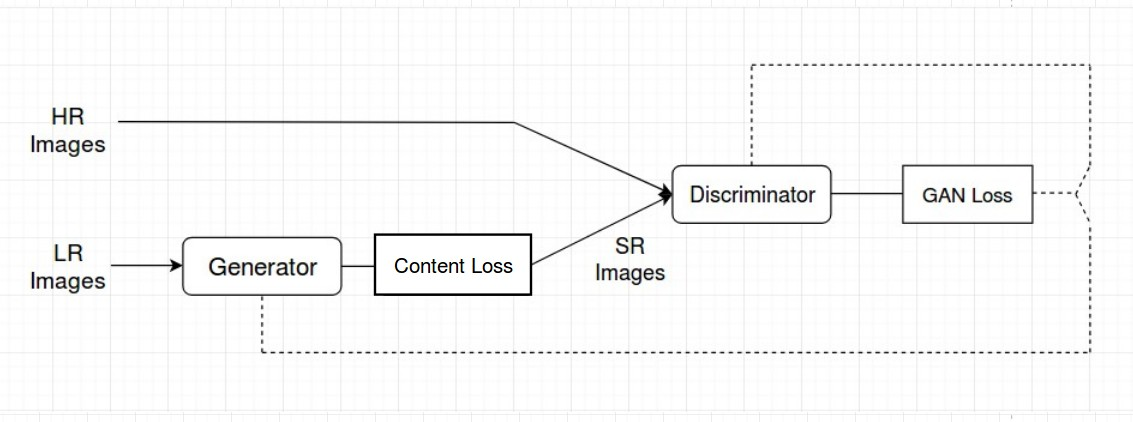 HR
Images
Discriminator
GAN Loss
LR
Images
Generator
Content Loss
SR
Images